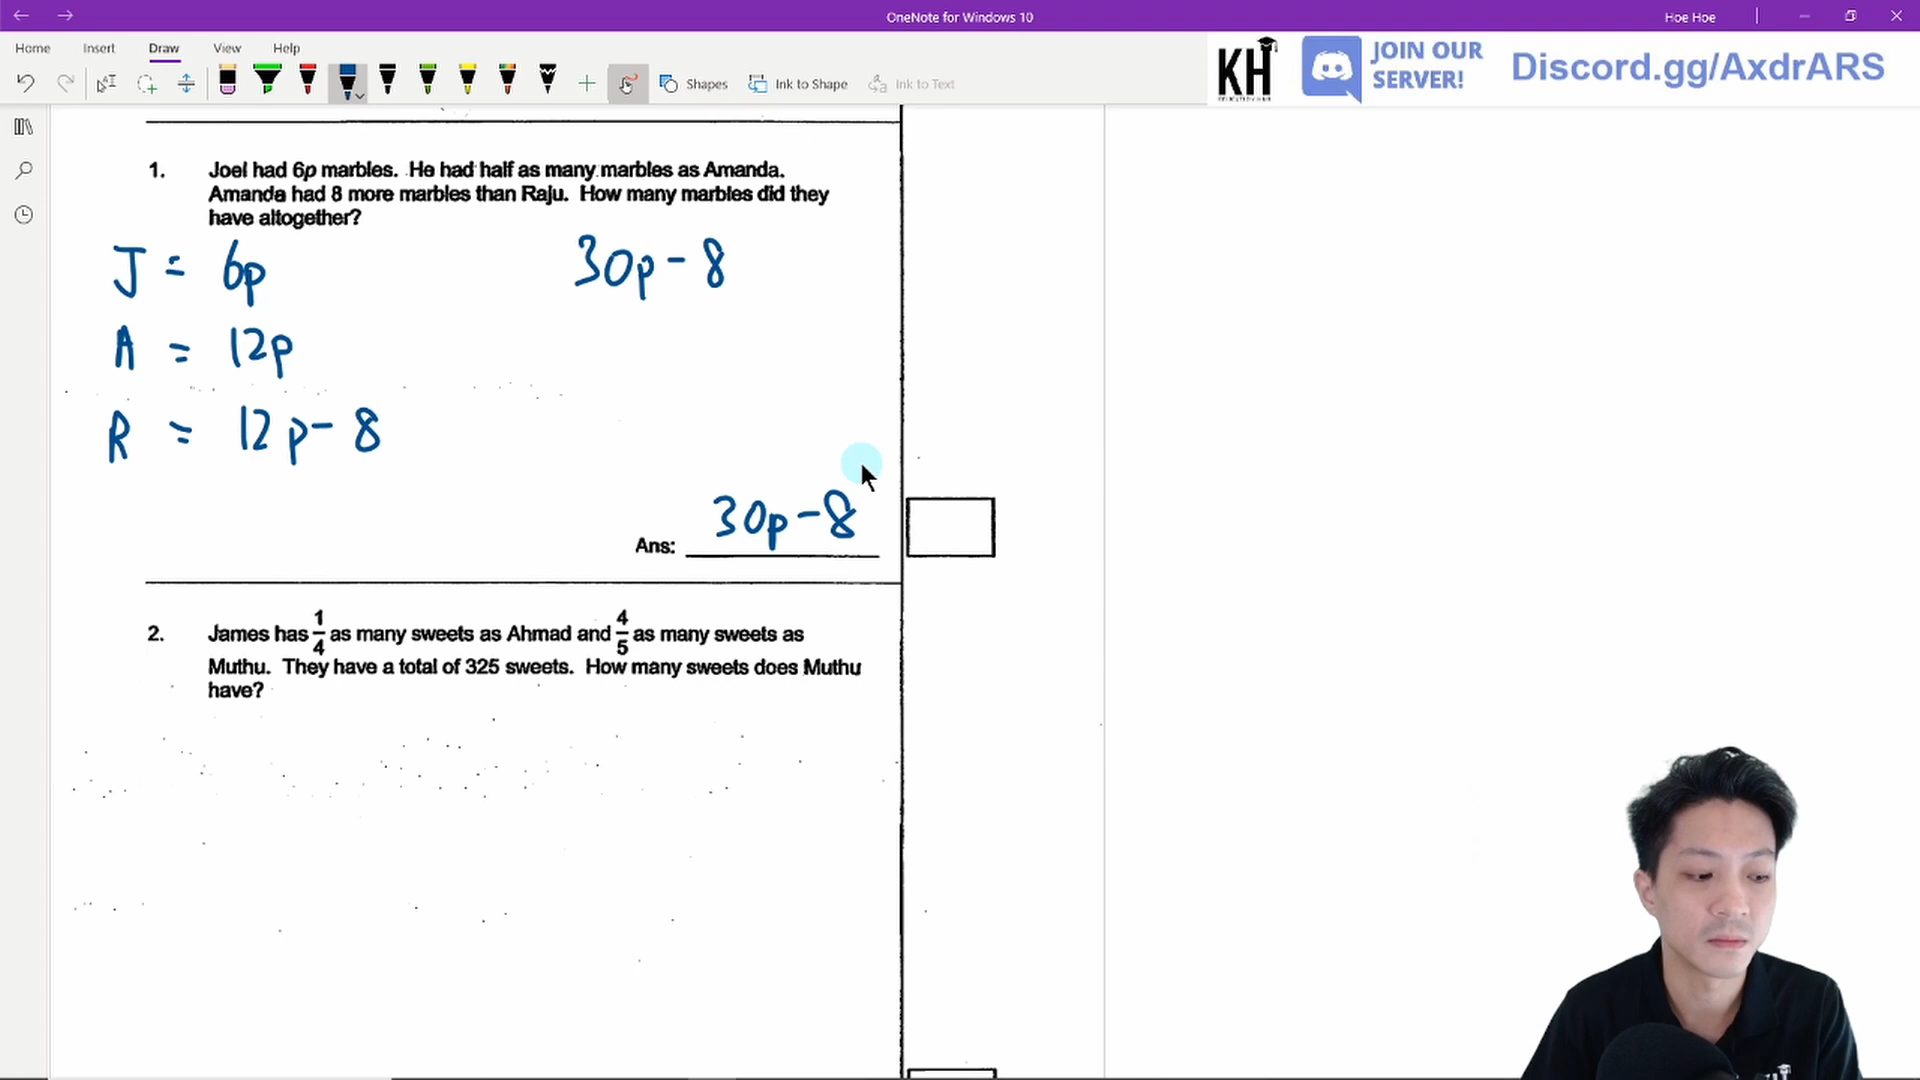 OneNote for Windows 10
Hoe Hoe
Home Insert Draw View Help
Shapes Ink to Shape Ink to Text
KH
JOIN OUR
SERVER!
Discord.gg/AxdrARS
1. Joel had 6p marbles. He had half as many marbles as Amanda.
Amanda had 8 more marbles than Raju. How many marbles did they
have altogether?
J = 6p
30p - 8
A = 12p
R = 12p - 8
30p - 8
Ans:
2. James has 1/4 as many sweets as Ahmad and 4/5 as many sweets as
Muthu. They have a total of 325 sweets. How many sweets does Muthu
have?